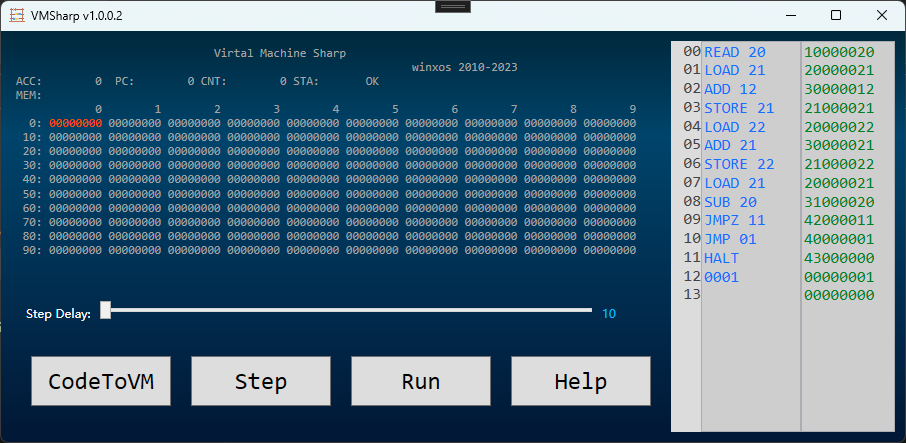 VMSharp v1.0.0.2
Virtal Machine Sharp
winxos 2010-2023
ACC: 0 PC: 0 CNT: 0 STA: OK
MEM:
0 1 2 3 4 5 6 7 8 9
0: 00000000 00000000 00000000 00000000 00000000 00000000 00000000 00000000 00000000 00000000
10: 00000000 00000000 00000000 00000000 00000000 00000000 00000000 00000000 00000000 00000000
20: 00000000 00000000 00000000 00000000 00000000 00000000 00000000 00000000 00000000 00000000
30: 00000000 00000000 00000000 00000000 00000000 00000000 00000000 00000000 00000000 00000000
40: 00000000 00000000 00000000 00000000 00000000 00000000 00000000 00000000 00000000 00000000
50: 00000000 00000000 00000000 00000000 00000000 00000000 00000000 00000000 00000000 00000000
60: 00000000 00000000 00000000 00000000 00000000 00000000 00000000 00000000 00000000 00000000
70: 00000000 00000000 00000000 00000000 00000000 00000000 00000000 00000000 00000000 00000000
80: 00000000 00000000 00000000 00000000 00000000 00000000 00000000 00000000 00000000 00000000
90: 00000000 00000000 00000000 00000000 00000000 00000000 00000000 00000000 00000000 00000000
Step Delay: 10
CodeToVM Step Run Help
00 READ 20 10000020
01 LOAD 21 20000021
02 ADD 12 30000012
03 STORE 21 21000021
04 LOAD 22 20000022
05 ADD 21 30000021
06 STORE 22 21000022
07 LOAD 21 20000021
08 SUB 20 31000020
09 JMPZ 11 42000011
10 JMP 01 40000001
11 HALT 43000000
12 0001 00000001
13 00000000